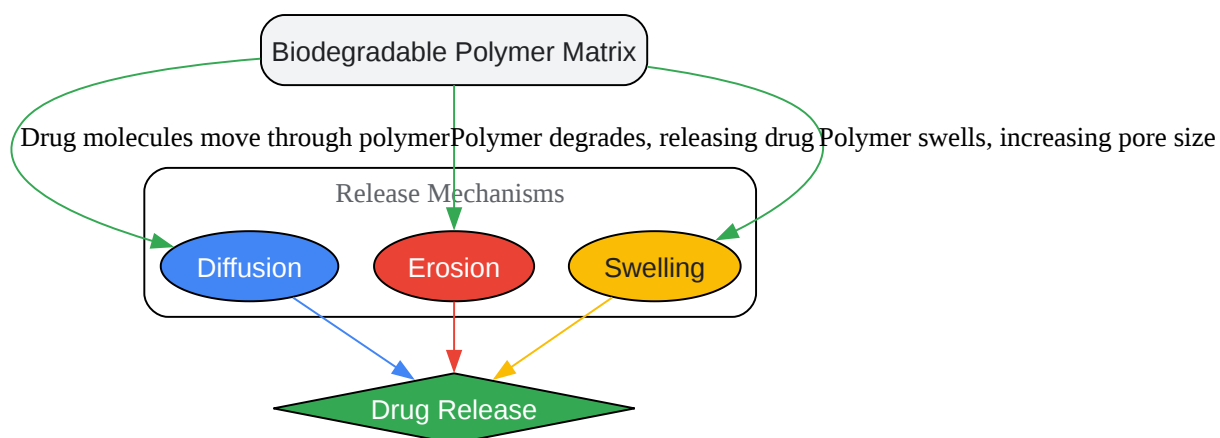 Biodegradable Polymer Matrix
Drug molecules move through polymer
Polymer degrades, releasing drug
Polymer swells, increasing pore size
Release Mechanisms
Diffusion
Erosion
Swelling
Drug Release